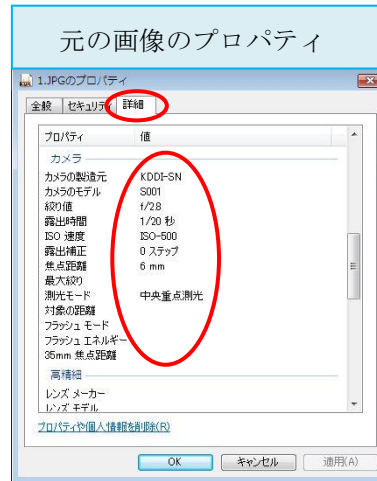 元の画像のプロパティ
1.JPGのプロパティ
全般 セキュリティ 詳細
プロパティ 値
カメラ
カメラの製造元 KDDI-SN
カメラのモデル S001
絞り値 f/2.8
露出時間 1/20 秒
ISO 速度 ISO-500
露出補正 0 ステップ
焦点距離 6 mm
最大絞り
測光モード 中央重点測光
対象の距離
フラッシュ モード
フラッシュ エネルギー
35mm 焦点距離
高精細
レンズ メーカー
レンズ モデル
プロパティや個人情報を削除(R)
OK キャンセル 適用(A)